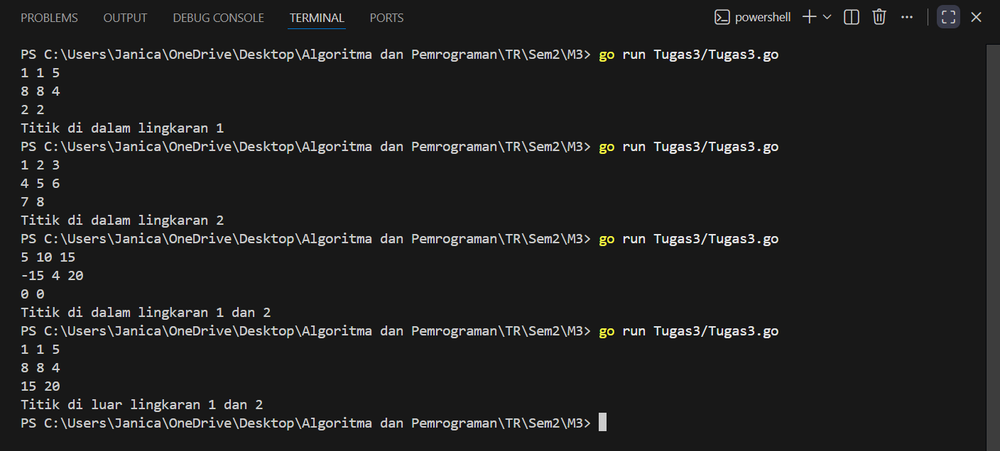 PROBLEMS OUTPUT DEBUG CONSOLE TERMINAL PORTS powershell
PS C:\Users\Janica\OneDrive\Desktop\Algoritma dan Pemrograman\TR\Sem2\M3> go run Tugas3/Tugas3.go
1 1 5
8 8 4
2 2
Titik di dalam lingkaran 1
PS C:\Users\Janica\OneDrive\Desktop\Algoritma dan Pemrograman\TR\Sem2\M3> go run Tugas3/Tugas3.go
1 2 3
4 5 6
7 8
Titik di dalam lingkaran 2
PS C:\Users\Janica\OneDrive\Desktop\Algoritma dan Pemrograman\TR\Sem2\M3> go run Tugas3/Tugas3.go
5 10 15
-15 4 20
0 0
Titik di dalam lingkaran 1 dan 2
PS C:\Users\Janica\OneDrive\Desktop\Algoritma dan Pemrograman\TR\Sem2\M3> go run Tugas3/Tugas3.go
1 1 5
8 8 4
15 20
Titik di luar lingkaran 1 dan 2
PS C:\Users\Janica\OneDrive\Desktop\Algoritma dan Pemrograman\TR\Sem2\M3>